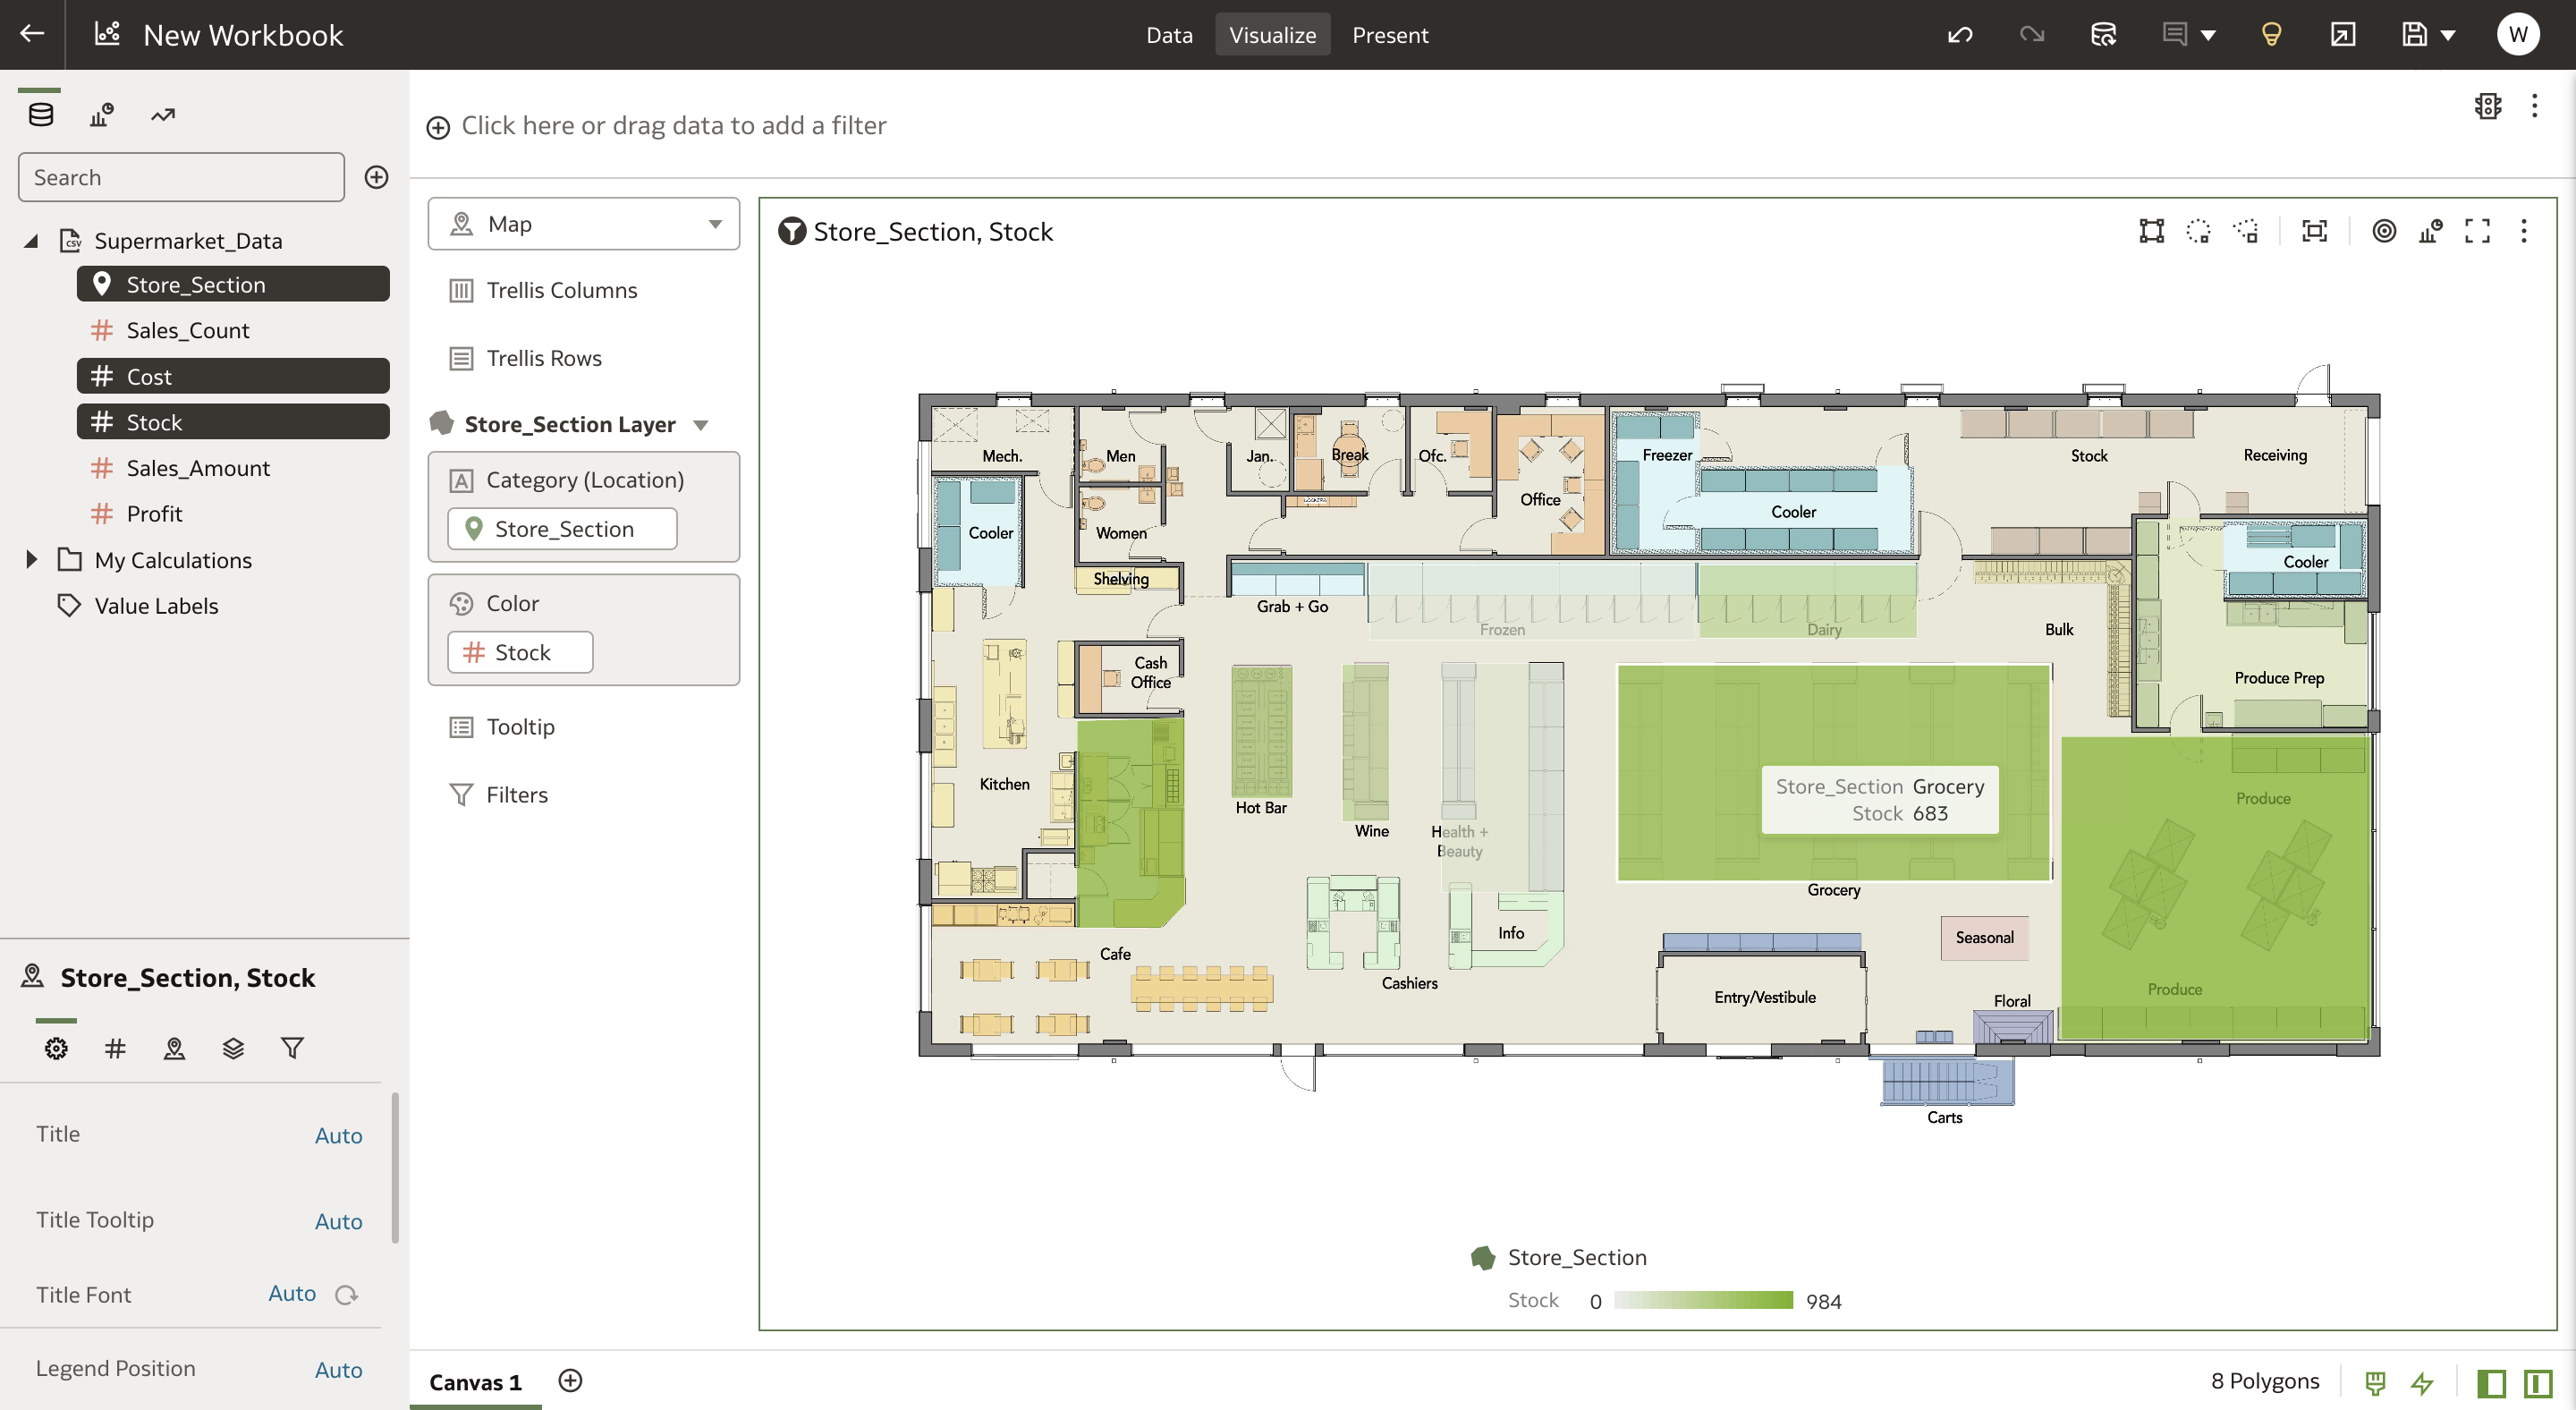 New Workbook
Data
Visualize
Present
W
Search
Click here or drag data to add a filter
Supermarket_Data
Store_Section
Sales_Count
Cost
Stock
Sales_Amount
Profit
My Calculations
Value Labels
Map
Trellis Columns
Trellis Rows
Store_Section Layer
Category (Location)
Store_Section
Color
Stock
Tooltip
Filters
Store_Section, Stock
Mech.
Men
Jan.
Break
Ofc.
Office
Freezer
Cooler
Stock
Receiving
Cooler
Women
Shelving
Grab + Go
Frozen
Dairy
Bulk
Cooler
Produce Prep
Cash
Office
Kitchen
Hot Bar
Wine
Health +
Beauty
Store_Section Grocery
Stock 683
Produce
Grocery
Info
Seasonal
Cafe
Cashiers
Entry/Vestibule
Floral
Produce
Carts
Store_Section
Stock 0 984
Store_Section, Stock
Title Auto
Title Tooltip Auto
Title Font Auto
Legend Position Auto
Canvas 1
8 Polygons